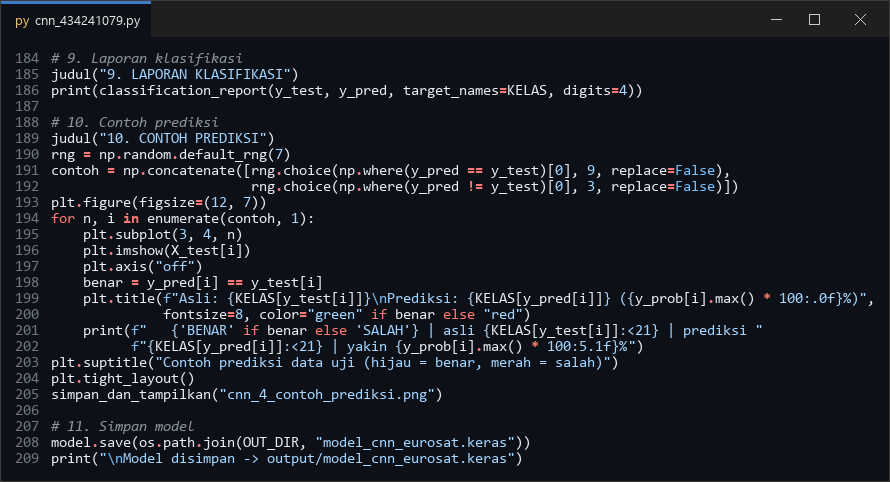 py cnn_434241079.py
184 # 9. Laporan klasifikasi
185 judul("9. LAPORAN KLASIFIKASI")
186 print(classification_report(y_test, y_pred, target_names=KELAS, digits=4))
187
188 # 10. Contoh prediksi
189 judul("10. CONTOH PREDIKSI")
190 rng = np.random.default_rng(7)
191 contoh = np.concatenate([rng.choice(np.where(y_pred == y_test)[0], 9, replace=False),
192                          rng.choice(np.where(y_pred != y_test)[0], 3, replace=False)])
193 plt.figure(figsize=(12, 7))
194 for n, i in enumerate(contoh, 1):
195     plt.subplot(3, 4, n)
196     plt.imshow(X_test[i])
197     plt.axis("off")
198     benar = y_pred[i] == y_test[i]
199     plt.title(f"Asli: {KELAS[y_test[i]]}\nPrediksi: {KELAS[y_pred[i]]} ({y_prob[i].max() * 100:.0f}%)",
200               fontsize=8, color="green" if benar else "red")
201     print(f"   {'BENAR' if benar else 'SALAH'} | asli {KELAS[y_test[i]]:<21} | prediksi "
202           f"{KELAS[y_pred[i]]:<21} | yakin {y_prob[i].max() * 100:5.1f}%")
203 plt.suptitle("Contoh prediksi data uji (hijau = benar, merah = salah)")
204 plt.tight_layout()
205 simpan_dan_tampilkan("cnn_4_contoh_prediksi.png")
206
207 # 11. Simpan model
208 model.save(os.path.join(OUT_DIR, "model_cnn_eurosat.keras"))
209 print("\nModel disimpan -> output/model_cnn_eurosat.keras")